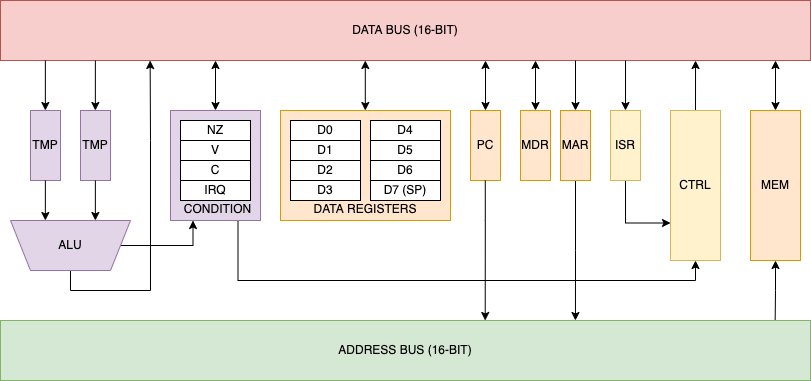 DATA BUS (16-BIT)
TMP
TMP
NZ
V
C
IRQ
CONDITION
D0
D1
D2
D3
D4
D5
D6
D7 (SP)
DATA REGISTERS
PC
MDR
MAR
ISR
CTRL
MEM
ALU
ADDRESS BUS (16-BIT)